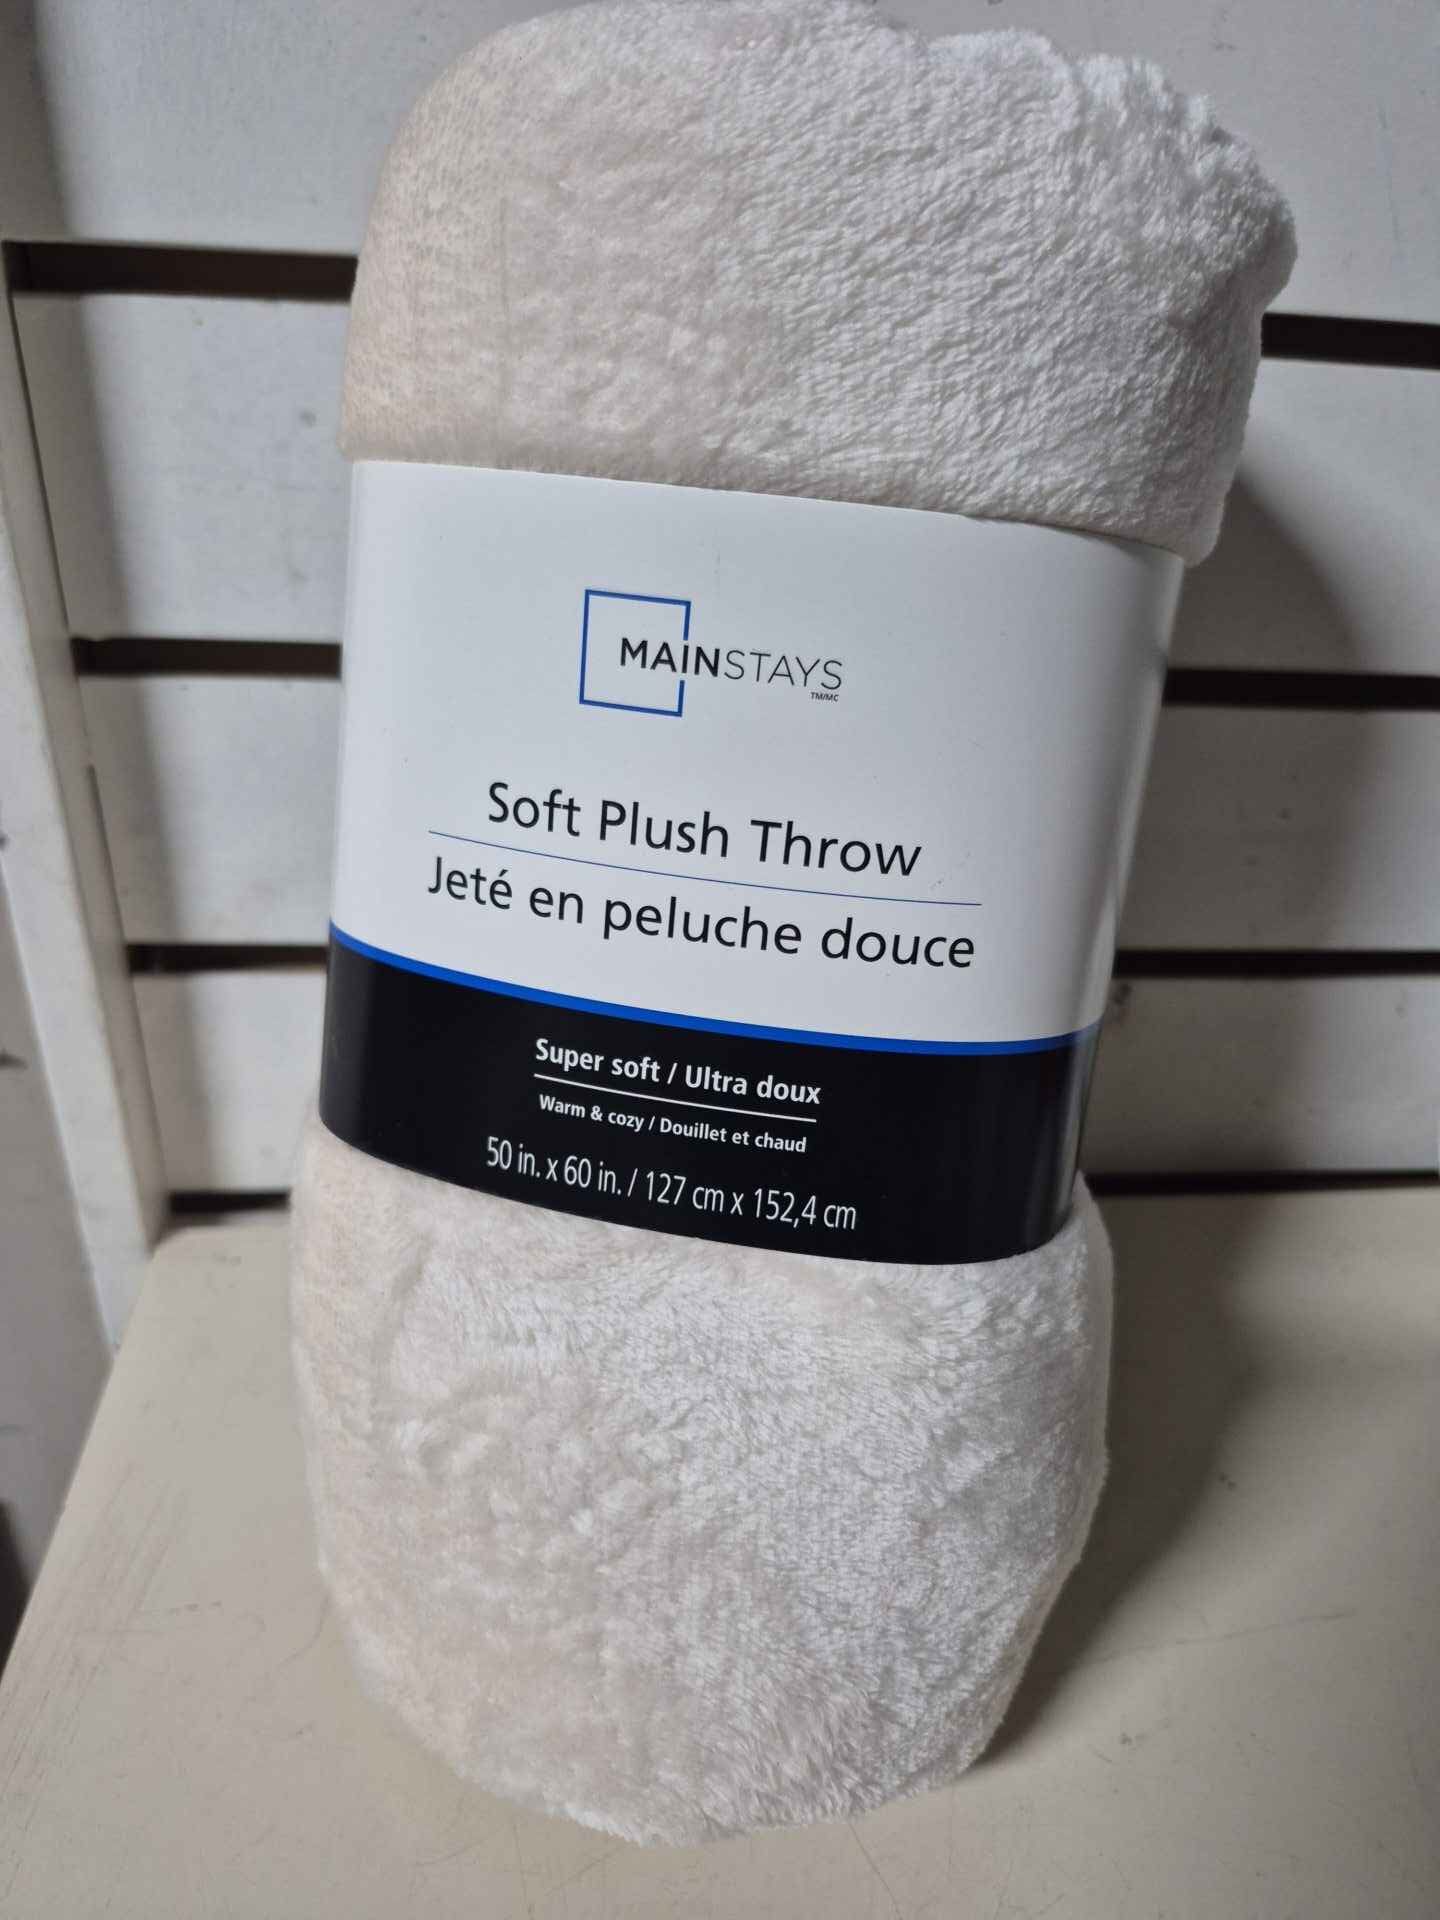 MAINSTAYS
TM/MC
Soft Plush Throw
Jeté en peluche douce
Super soft / Ultra doux
Warm & cozy / Douillet et chaud
50 in. x 60 in. / 127 cm x 152,4 cm